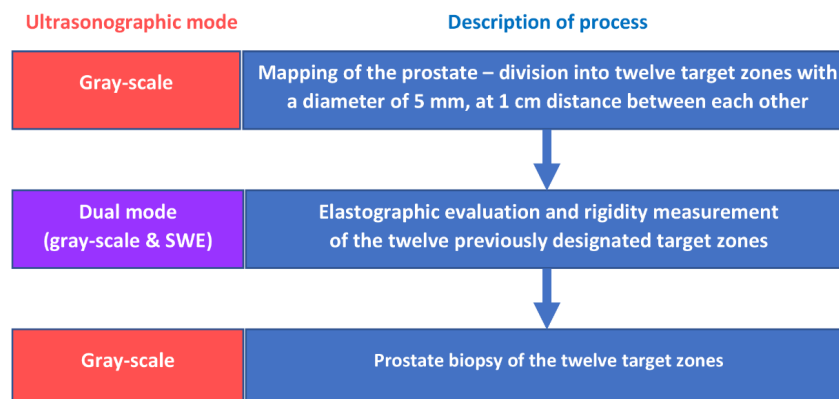 Ultrasonographic mode
Description of process
Gray-scale
Mapping of the prostate – division into twelve target zones with
a diameter of 5 mm, at 1 cm distance between each other
Dual mode
(gray-scale & SWE)
Elastographic evaluation and rigidity measurement
of the twelve previously designated target zones
Gray-scale
Prostate biopsy of the twelve target zones